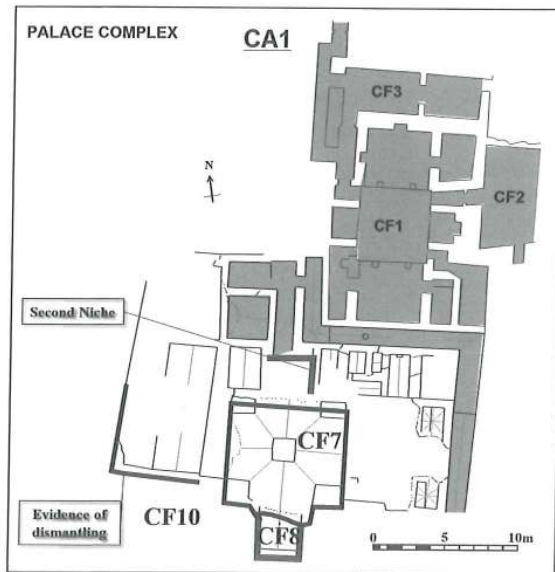 PALACE COMPLEX
CA1
CF3
N
CF2
CF1
Second Niche
CF7
Evidence of
dismantling
CF10
CF8
0 5 10m